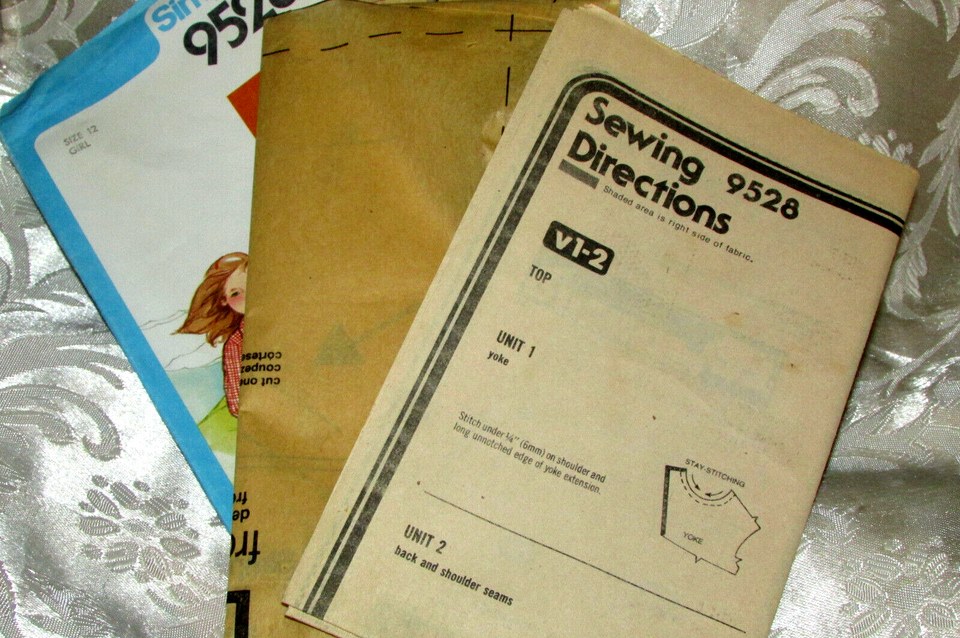 Sim
9528
SIZE 12
GIRL
cortese
coupez
cut one
Sewing
Directions 9528
Shaded area is right side of fabric.
v1-2
TOP
UNIT 1
yoke
Stitch under ¼" (6mm) on shoulder and
long unnotched edge of yoke extension.
STAY-STITCHING
YOKE
UNIT 2
back and shoulder seams